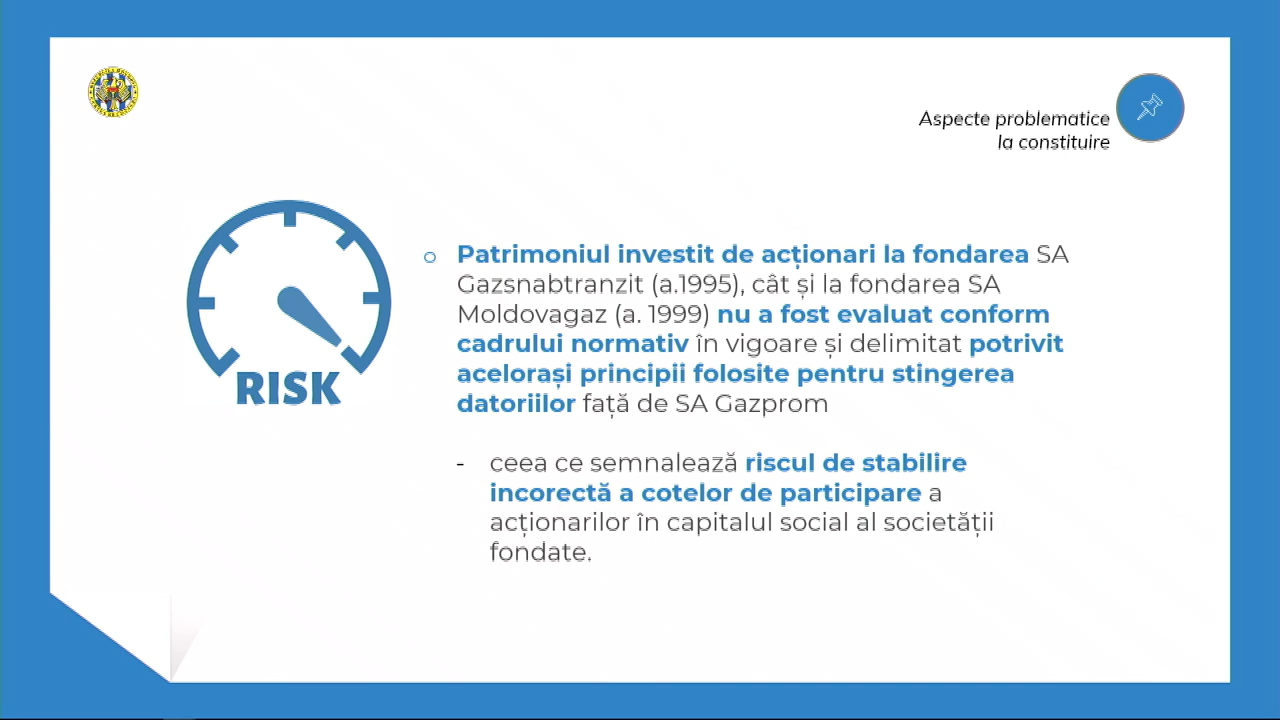 Aspecte problematice
la constituire
o Patrimoniul investit de acționari la fondarea SA
Gazsnabtranzit (a.1995), cât și la fondarea SA
Moldovagaz (a. 1999) nu a fost evaluat conform
cadrului normativ în vigoare și delimitat potrivit
acelorași principii folosite pentru stingerea
datoriilor față de SA Gazprom
RISK
- ceea ce semnalează riscul de stabilire
incorectă a cotelor de participare a
acționarilor în capitalul social al societății
fondate.